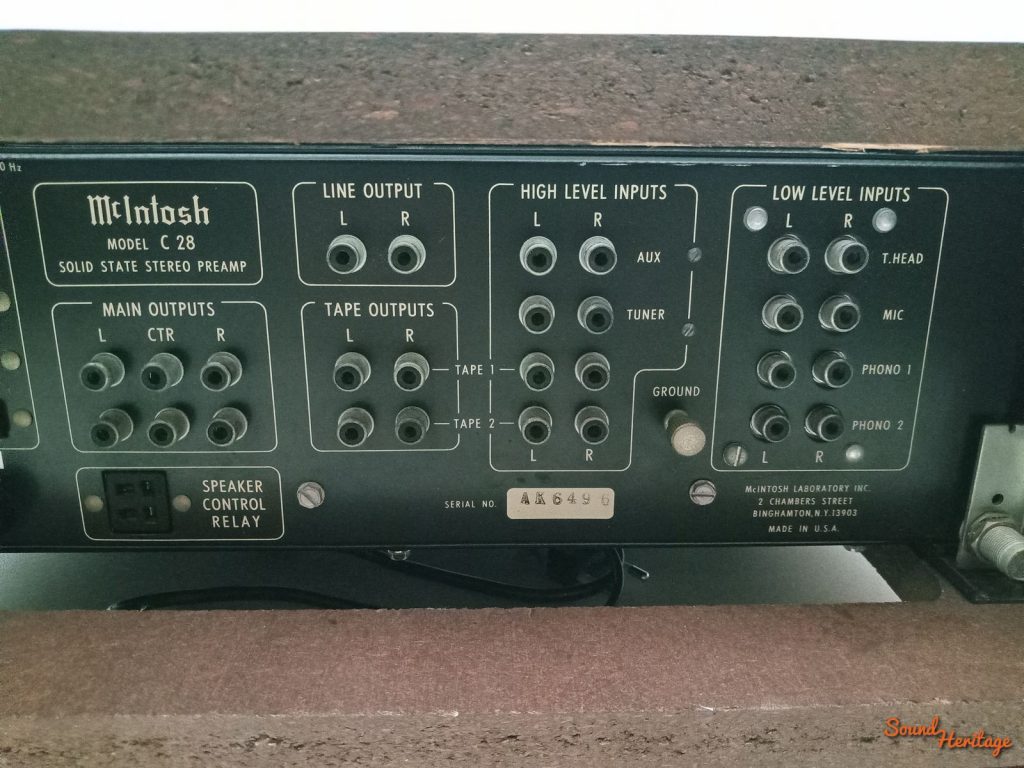 0 Hz
McIntosh
MODEL C 28
SOLID STATE STEREO PREAMP
MAIN OUTPUTS
L CTR R
SPEAKER
CONTROL
RELAY
LINE OUTPUT
L R
TAPE OUTPUTS
L R
TAPE 1
TAPE 2
HIGH LEVEL INPUTS
L R
AUX
TUNER
L R
GROUND
SERIAL NO. AK6496
LOW LEVEL INPUTS
L R
T.HEAD
MIC
PHONO 1
PHONO 2
L R
McINTOSH LABORATORY INC.
2 CHAMBERS STREET
BINGHAMTON, N.Y. 13903
MADE IN U.S.A.
Sound
Heritage